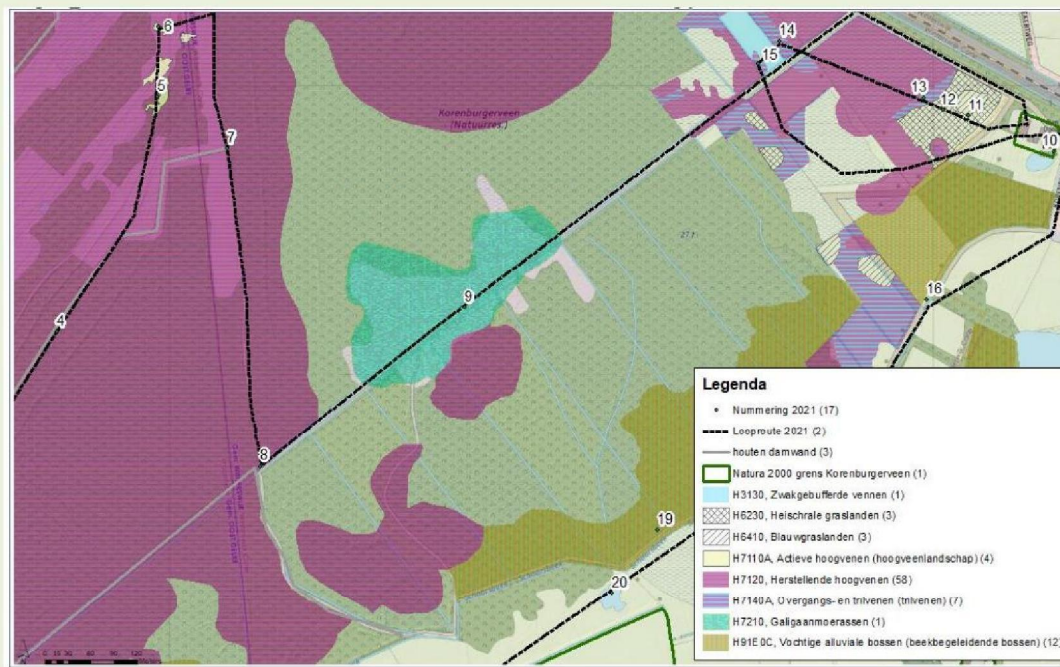 6
14
15
5
13
12
11
7
Korenburgerveen
(Natuurres.)
10
4
9
16
8
19
20
Legenda
Nummering 2021 (17)
Looproute 2021 (2)
houten damwand (3)
Natura 2000 grens Korenburgerveen (1)
H3130, Zwakgebufferde vennen (1)
H6230, Heischrale graslanden (3)
H6410, Blauwgraslanden (3)
H7110A, Actieve hoogvenen (hoogveenlandschap) (4)
H7120, Herstellende hoogvenen (58)
H7140A, Overgangs- en trilvenen (trilvenen) (7)
H7210, Galigaanmoerassen (1)
H91E0C, Vochtige alluviale bossen (beekbegeleidende bossen) (12)